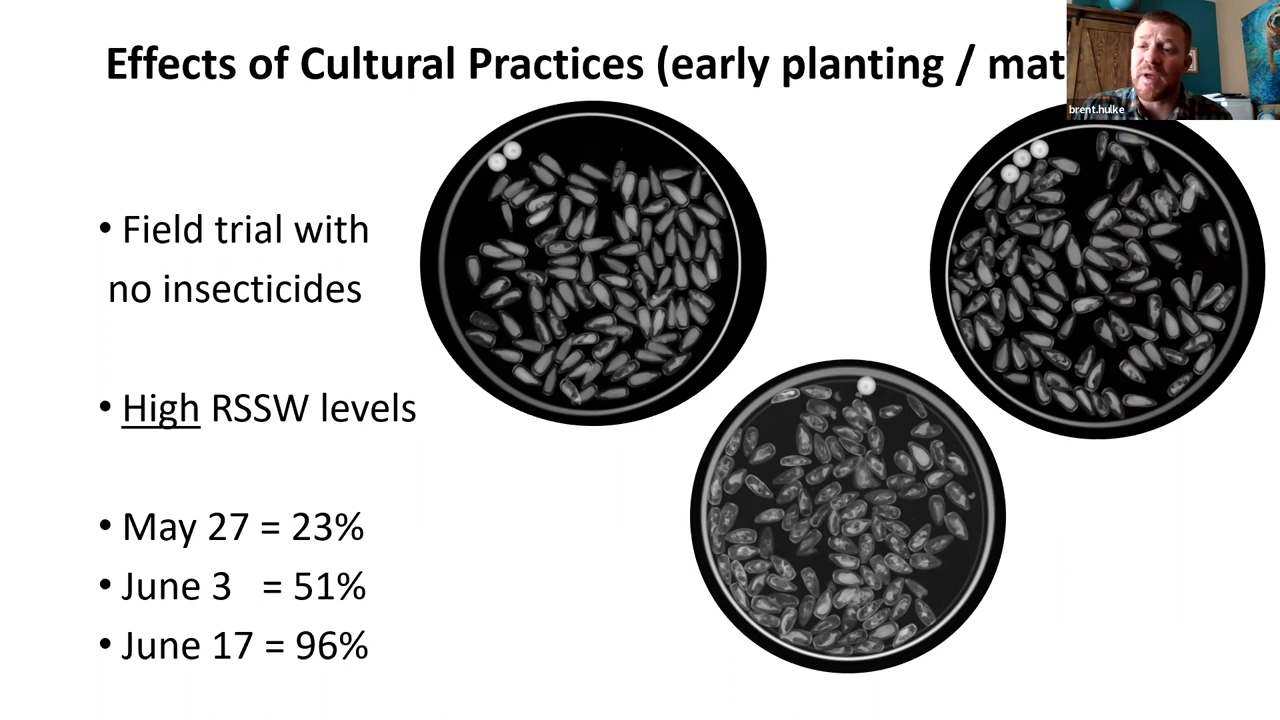 Effects of Cultural Practices (early planting / mat
brent.hulke
• Field trial with
no insecticides
• High RSSW levels
• May 27 = 23%
• June 3 = 51%
• June 17 = 96%